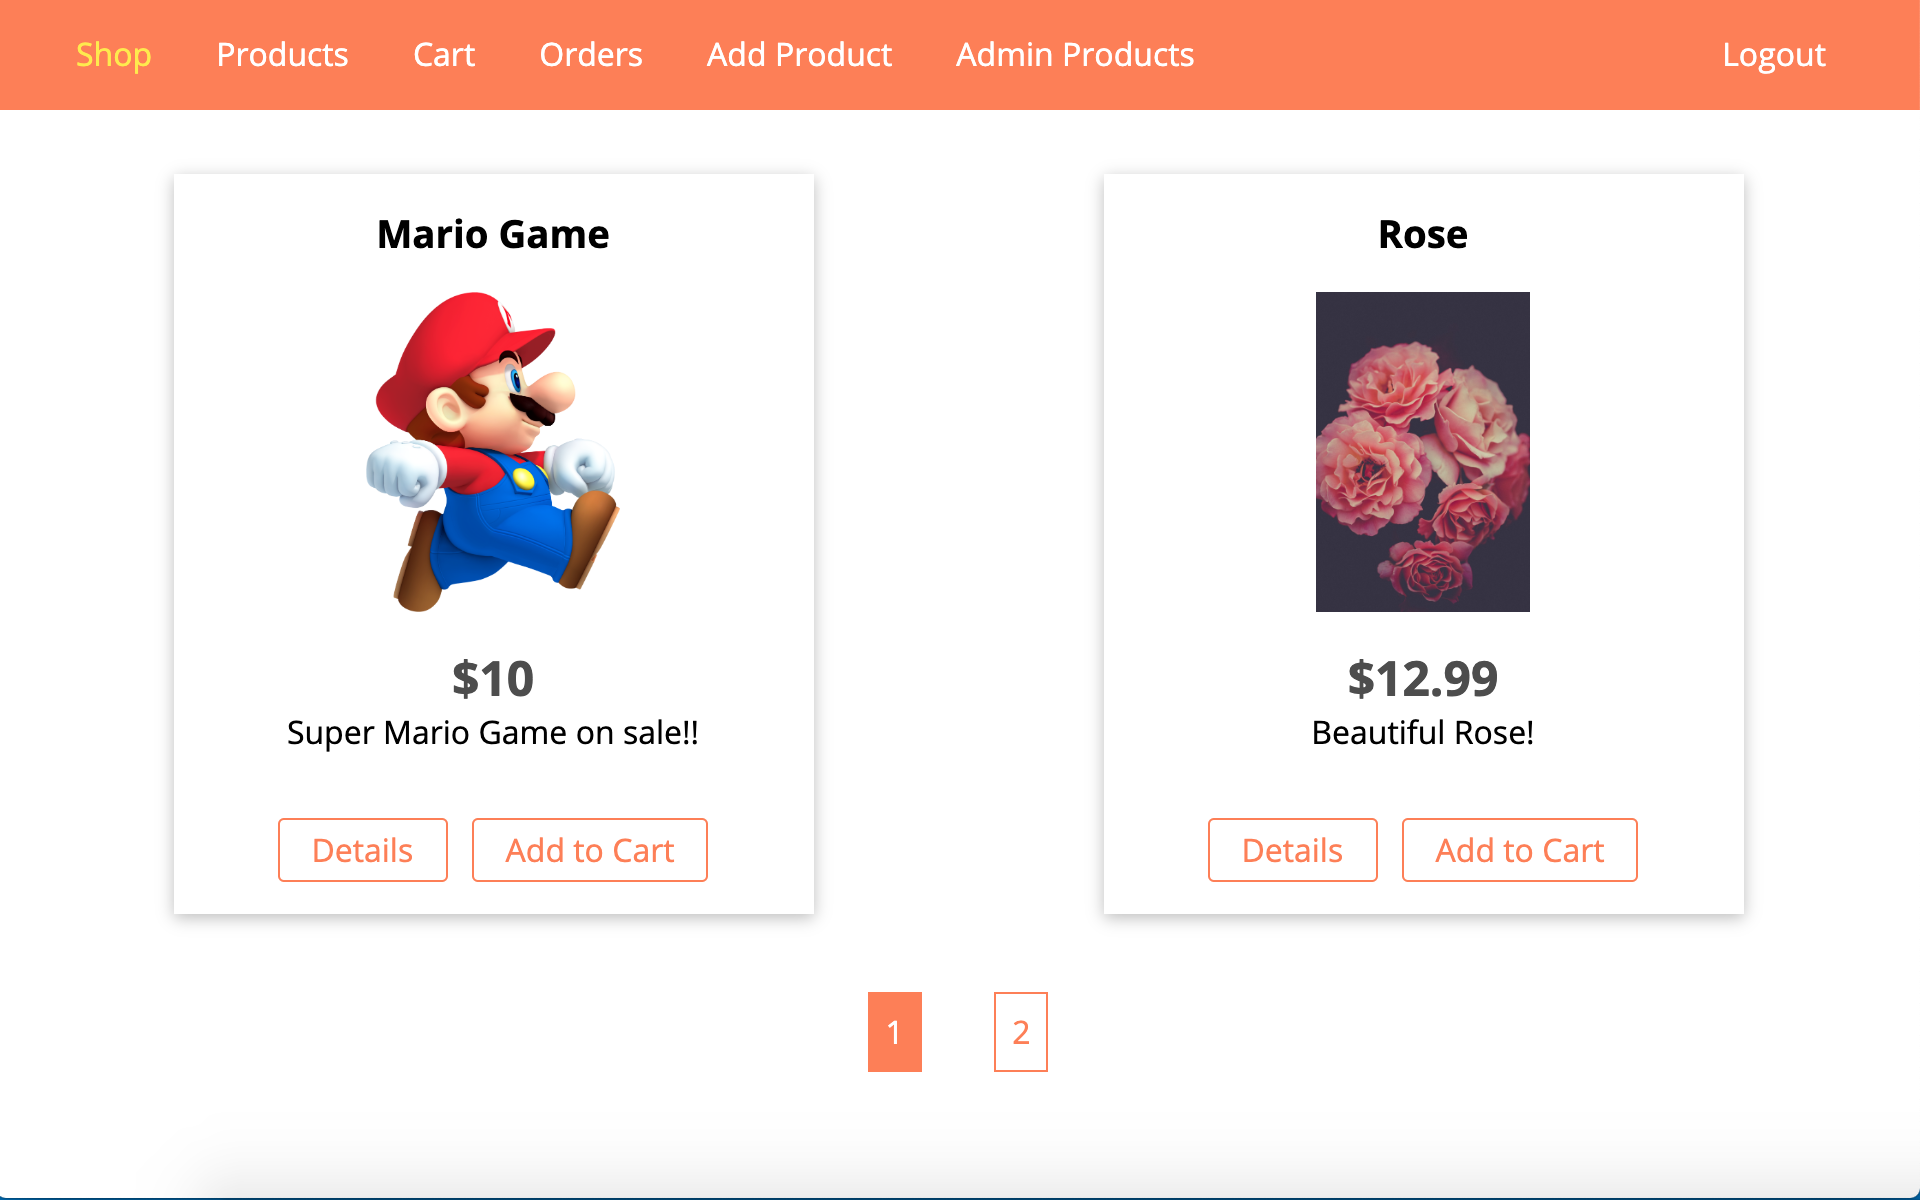 Shop Products Cart Orders Add Product Admin Products Logout
Mario Game
$10
Super Mario Game on sale!!
Details Add to Cart
Rose
$12.99
Beautiful Rose!
Details Add to Cart
1 2